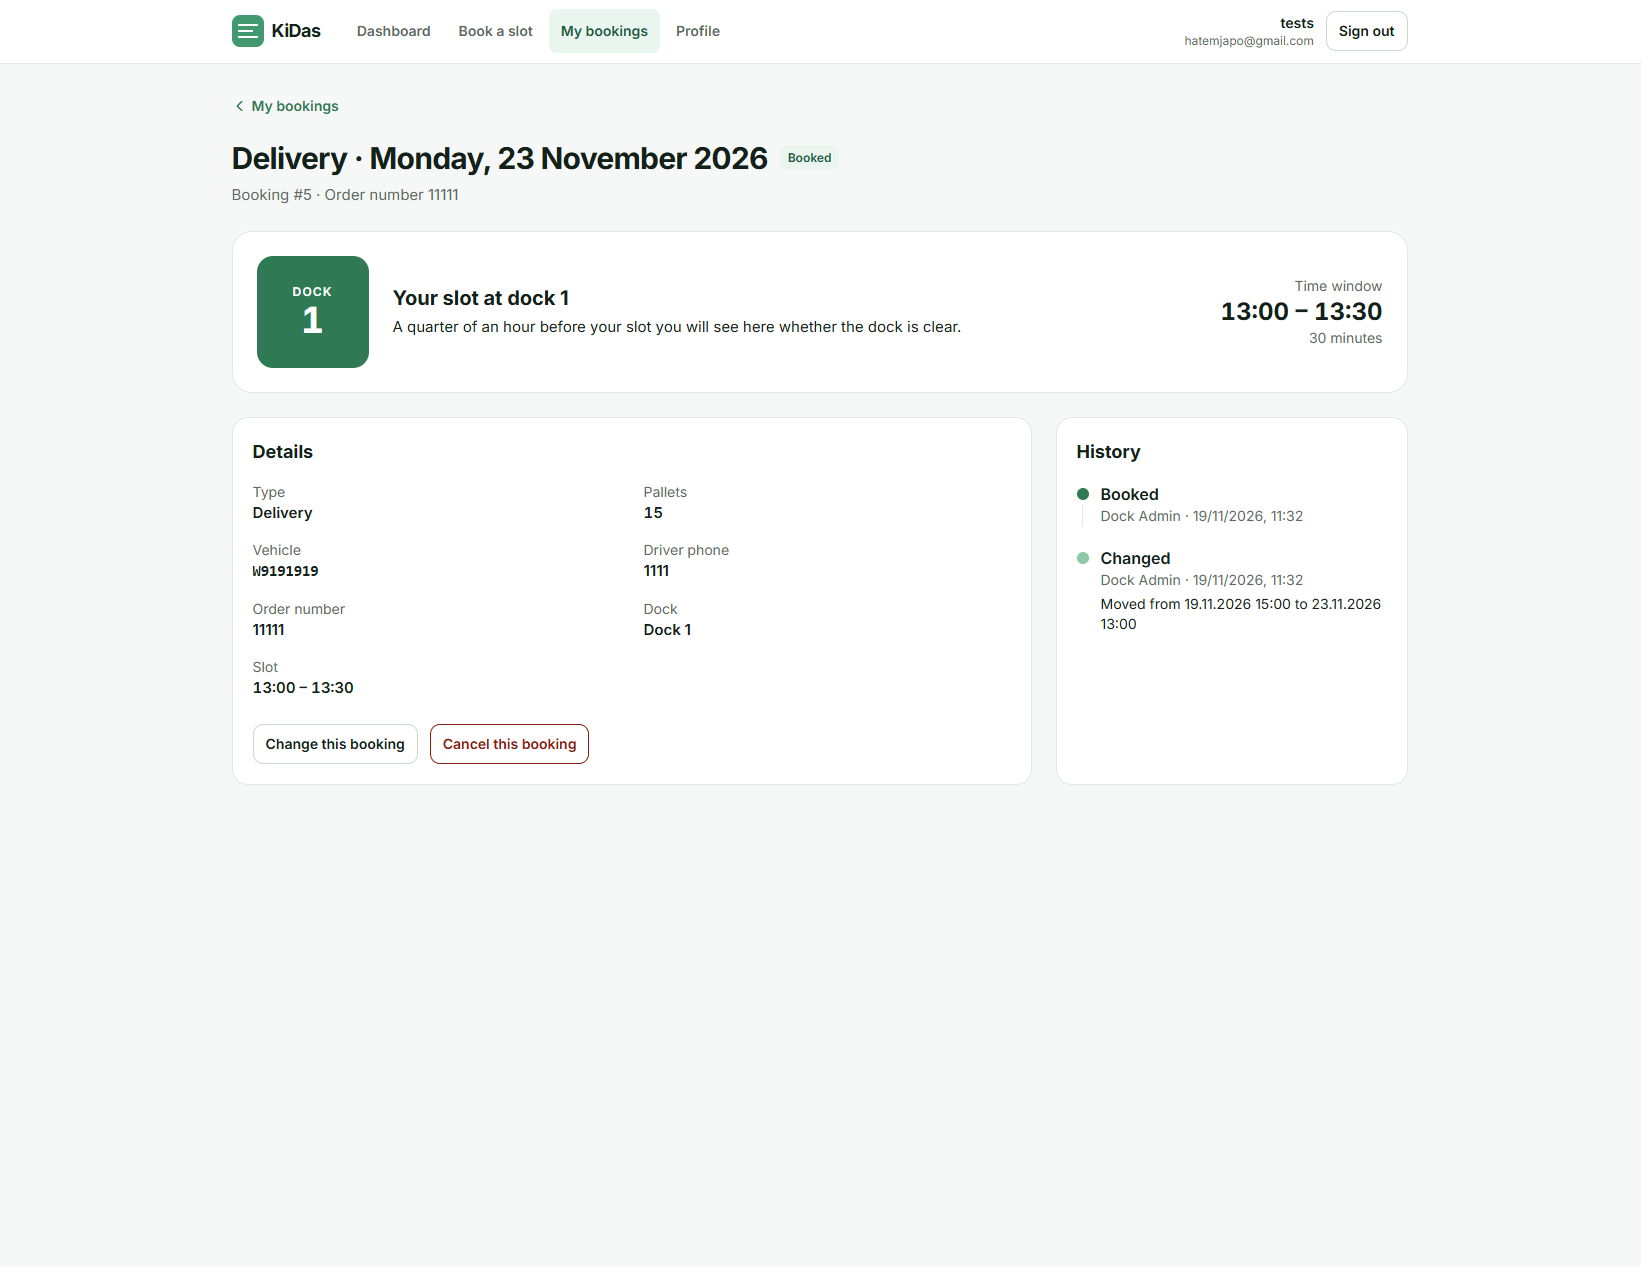 KiDas
Dashboard
Book a slot
My bookings
Profile
tests
hatemjapo@gmail.com
Sign out
My bookings
Delivery · Monday, 23 November 2026
Booked
Booking #5 · Order number 11111
DOCK
1
Your slot at dock 1
A quarter of an hour before your slot you will see here whether the dock is clear.
Time window
13:00 – 13:30
30 minutes
Details
Type
Delivery
Pallets
15
Vehicle
W9191919
Driver phone
1111
Order number
11111
Dock
Dock 1
Slot
13:00 – 13:30
Change this booking
Cancel this booking
History
Booked
Dock Admin · 19/11/2026, 11:32
Changed
Dock Admin · 19/11/2026, 11:32
Moved from 19.11.2026 15:00 to 23.11.2026
13:00